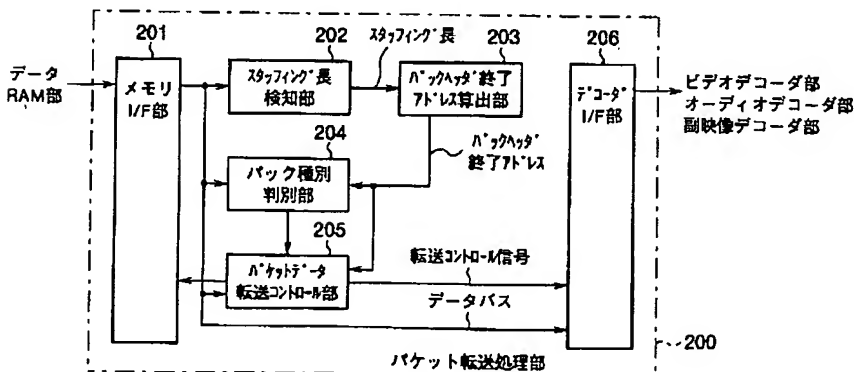 201
202
スタッフィング長
203
206
データ
RAM部
メモリ
I/F部
スタッフィング長
検知部
パックヘッダ終了
アドレス算出部
デコーダ
I/F部
ビデオデコーダ部
オーディオデコーダ部
副映像デコーダ部
204
パック種別
判別部
パックヘッダ
終了アドレス
205
パケットデータ
転送コントロール部
転送コントロール信号
データバス
パケット転送処理部
200